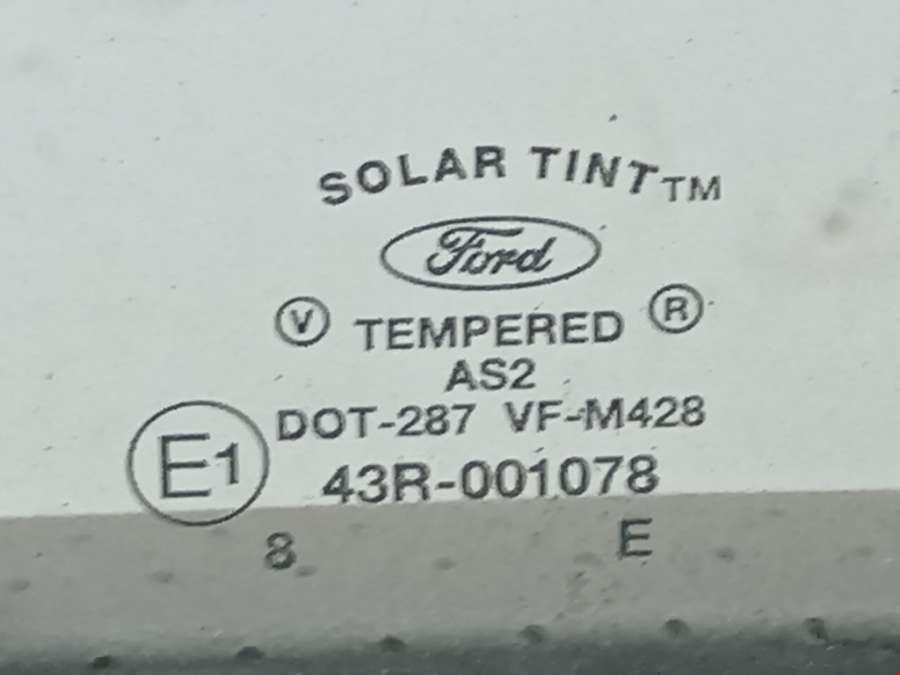 SOLAR TINT™
Ford
V TEMPERED R
AS2
DOT-287 VF-M428
E1 43R-001078
8 E